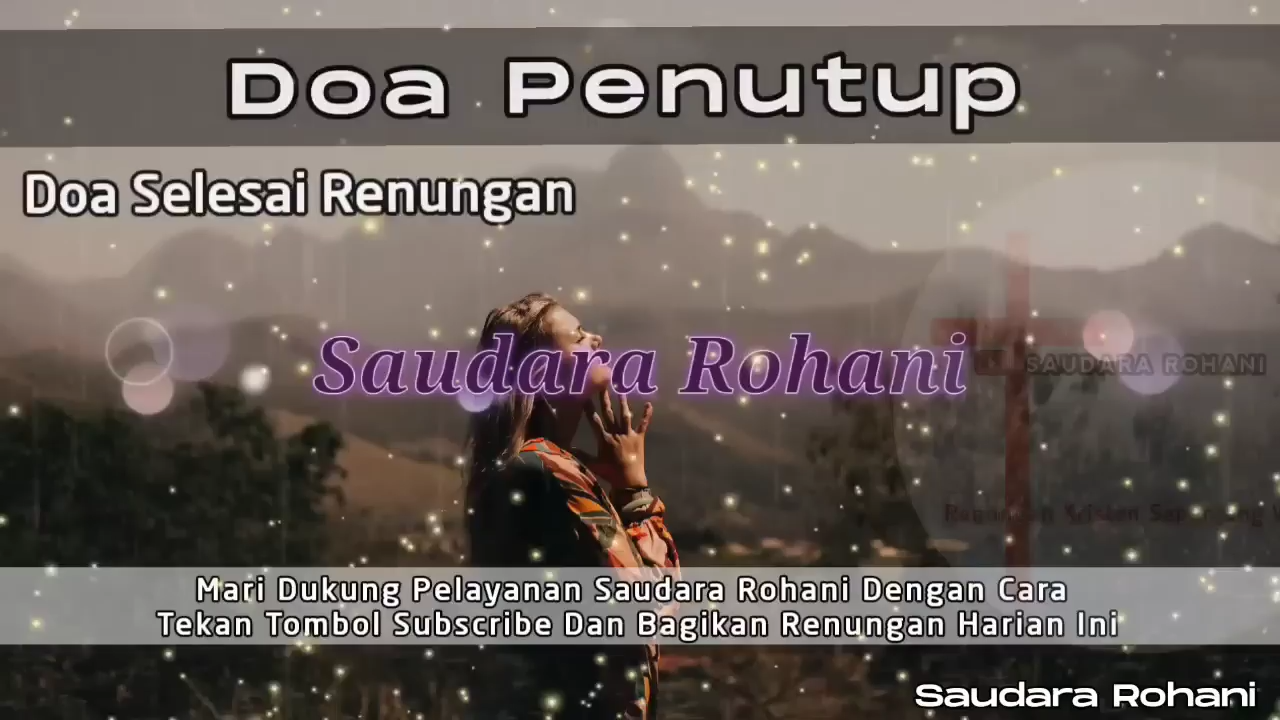 Doa Penutup
Doa Selesai Renungan
Saudara Rohani
SAUDARA ROHANI
Mari Dukung Pelayanan Saudara Rohani Dengan Cara
Tekan Tombol Subscribe Dan Bagikan Renungan Harian Ini
Saudara Rohani